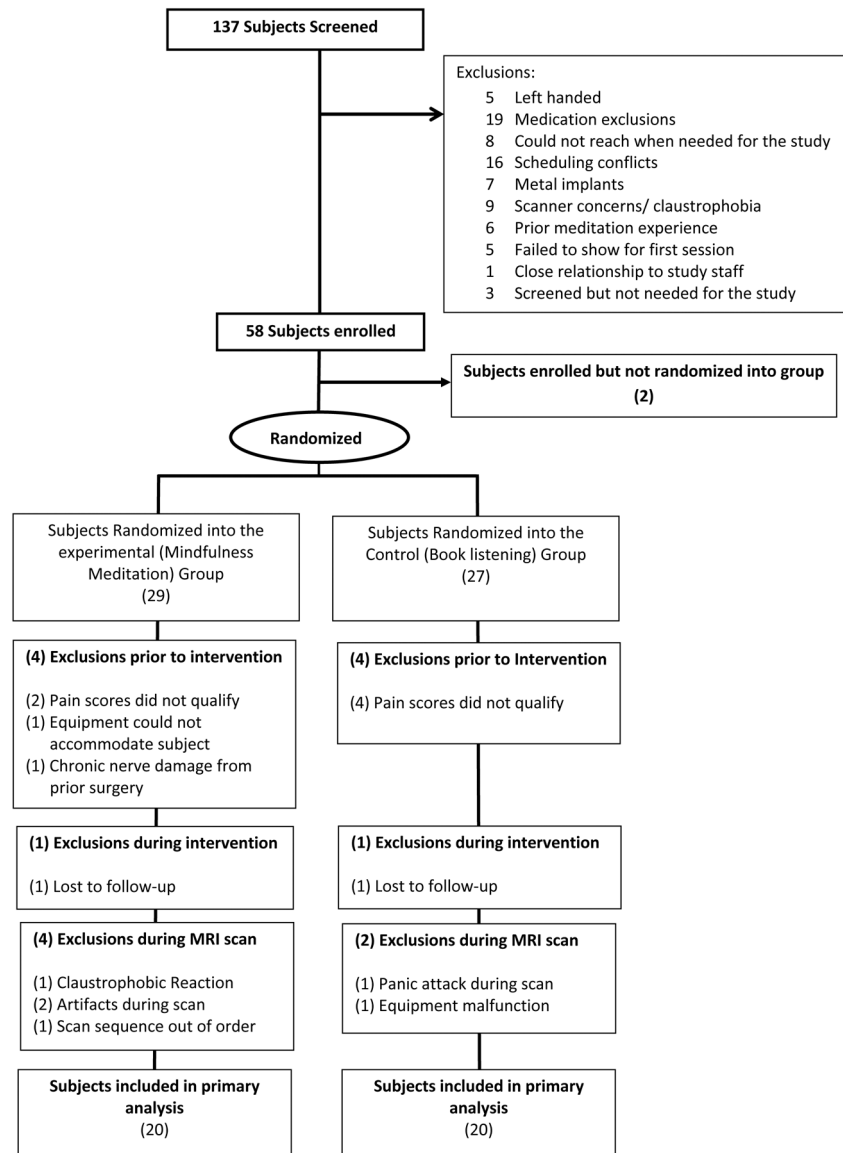 137 Subjects Screened
Exclusions:
5 Left handed
19 Medication exclusions
8 Could not reach when needed for the study
16 Scheduling conflicts
7 Metal implants
9 Scanner concerns/ claustrophobia
6 Prior meditation experience
5 Failed to show for first session
1 Close relationship to study staff
3 Screened but not needed for the study
58 Subjects enrolled
Subjects enrolled but not randomized into group
(2)
Randomized
Subjects Randomized into the
experimental (Mindfulness
Meditation) Group
(29)
Subjects Randomized into the
Control (Book listening) Group
(27)
(4) Exclusions prior to intervention
(2) Pain scores did not qualify
(1) Equipment could not
accommodate subject
(1) Chronic nerve damage from
prior surgery
(4) Exclusions prior to Intervention
(4) Pain scores did not qualify
(1) Exclusions during intervention
(1) Lost to follow-up
(1) Exclusions during intervention
(1) Lost to follow-up
(4) Exclusions during MRI scan
(1) Claustrophobic Reaction
(2) Artifacts during scan
(1) Scan sequence out of order
(2) Exclusions during MRI scan
(1) Panic attack during scan
(1) Equipment malfunction
Subjects included in primary
analysis
(20)
Subjects included in primary
analysis
(20)